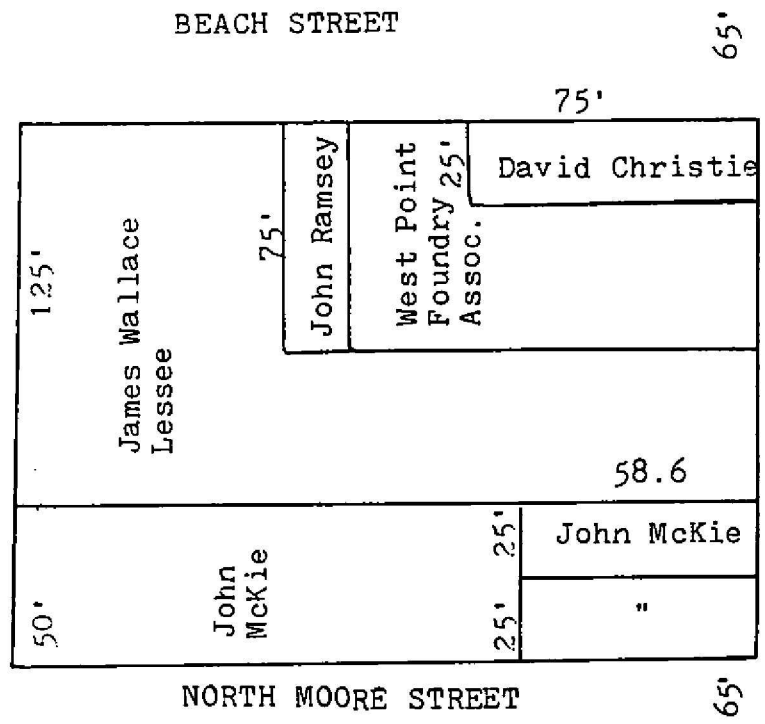 BEACH STREET
65'
75'
125'
James Wallace
Lessee
75'
John Ramsey
West Point
Foundry 25'
Assoc.
David Christie
58.6
50'
John
McKie
25'
25'
John McKie
"
NORTH MOORE STREET
65'